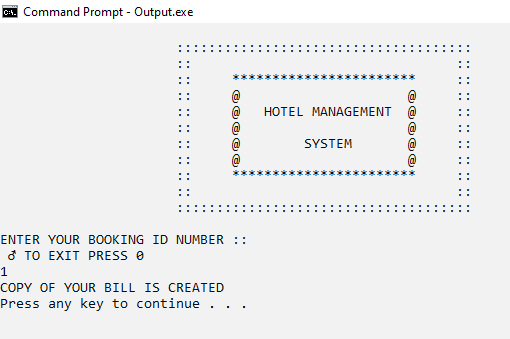 Command Prompt - Output.exe
:::::::::::::::::::::::::::::::::::::
:: ::
:: *********************** ::
:: @ @ ::
:: @ HOTEL MANAGEMENT @ ::
:: @ @ ::
:: @ SYSTEM @ ::
:: @ @ ::
:: *********************** ::
:: ::
:::::::::::::::::::::::::::::::::::::
ENTER YOUR BOOKING ID NUMBER ::
♂ TO EXIT PRESS 0
1
COPY OF YOUR BILL IS CREATED
Press any key to continue . . .